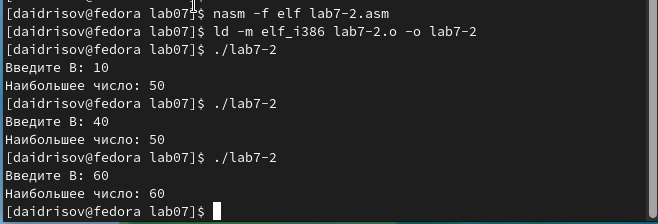 [daidrisov@fedora lab07]$ nasm -f elf lab7-2.asm
[daidrisov@fedora lab07]$ ld -m elf_i386 lab7-2.o -o lab7-2
[daidrisov@fedora lab07]$ ./lab7-2
Введите В: 10
Наибольшее число: 50
[daidrisov@fedora lab07]$ ./lab7-2
Введите В: 40
Наибольшее число: 50
[daidrisov@fedora lab07]$ ./lab7-2
Введите В: 60
Наибольшее число: 60
[daidrisov@fedora lab07]$